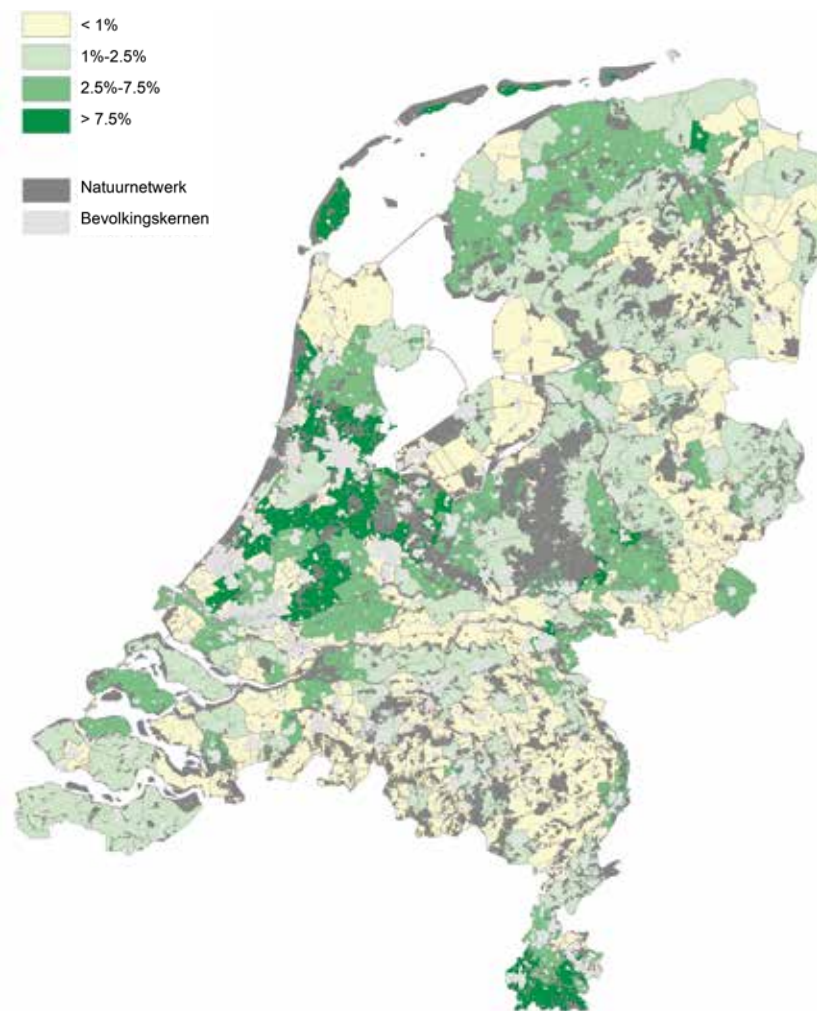 < 1%
1%-2.5%
2.5%-7.5%
> 7.5%
Natuurnetwerk
Bevolkingskernen